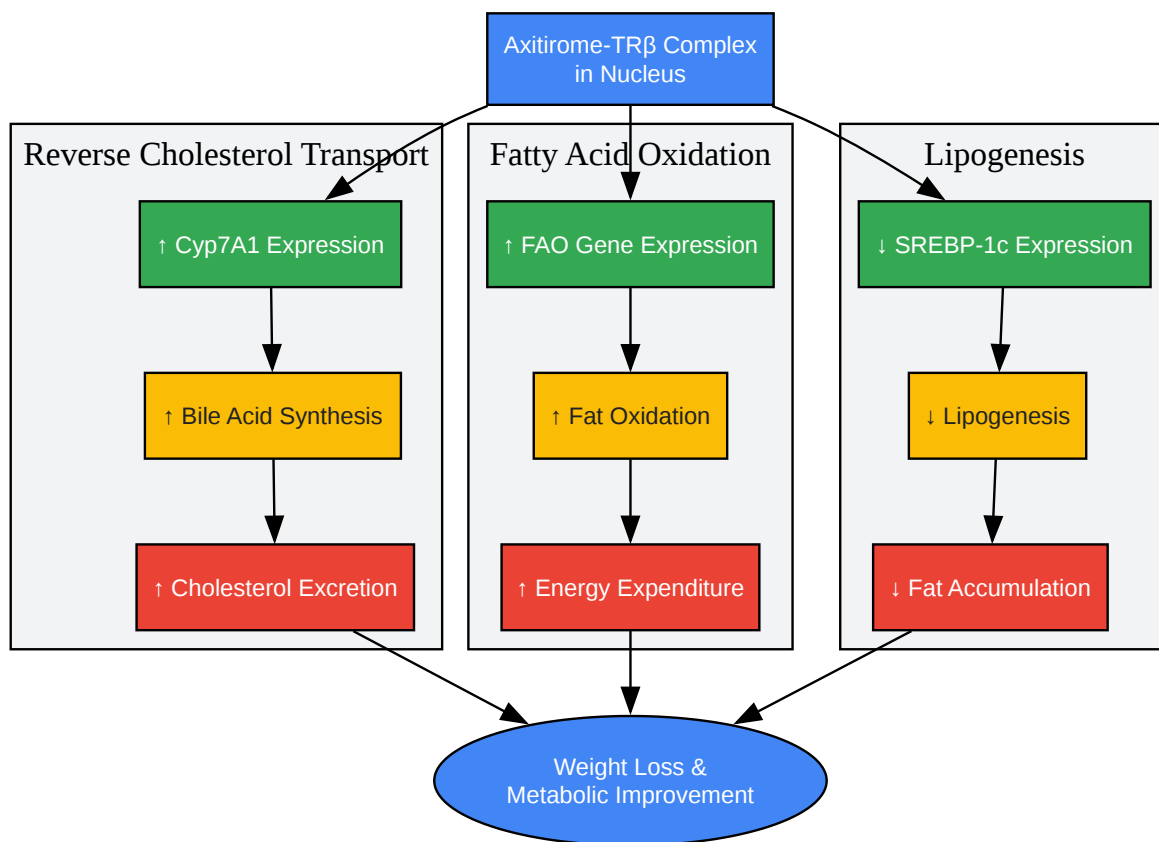 Axitirome-TRβ Complex
in Nucleus
Reverse Cholesterol Transport
Fatty Acid Oxidation
Lipogenesis
↑ Cyp7A1 Expression
↑ FAO Gene Expression
↓ SREBP-1c Expression
↑ Bile Acid Synthesis
↑ Fat Oxidation
↓ Lipogenesis
↑ Cholesterol Excretion
↑ Energy Expenditure
↓ Fat Accumulation
Weight Loss &
Metabolic Improvement